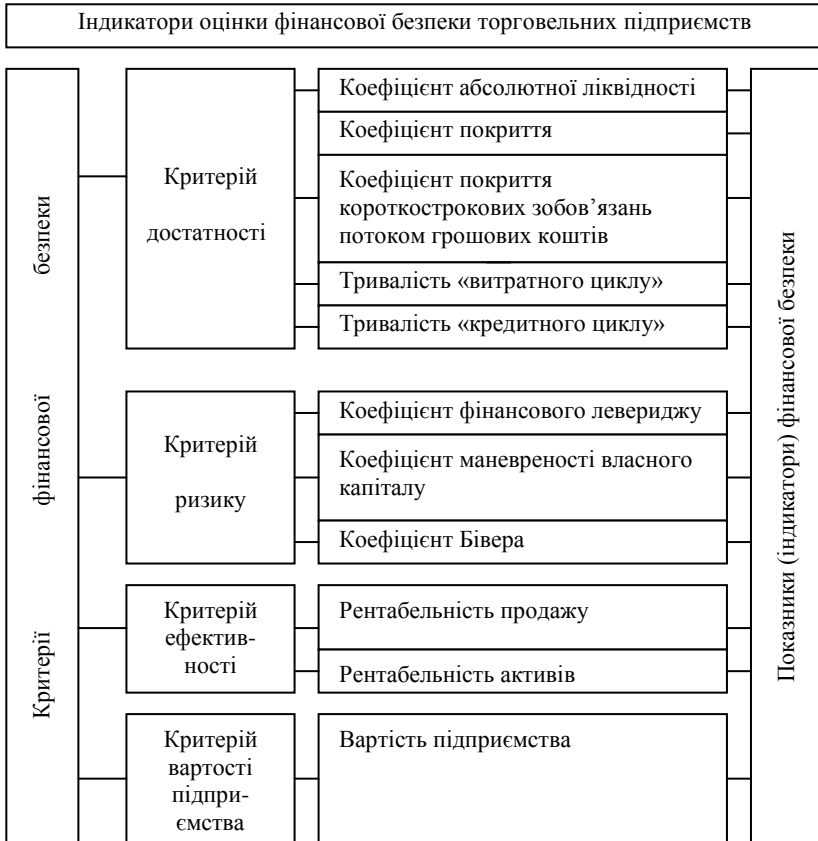 Індикатори оцінки фінансової безпеки торговельних підприємств
Критерії фінансової безпеки
Критерій
достатності
Коефіцієнт абсолютної ліквідності
Коефіцієнт покриття
Коефіцієнт покриття
короткострокових зобов’язань
потоком грошових коштів
Тривалість «витратного циклу»
Тривалість «кредитного циклу»
Критерій
ризику
Коефіцієнт фінансового левериджу
Коефіцієнт маневреності власного
капіталу
Коефіцієнт Бівера
Критерій
ефектив-
ності
Рентабельність продажу
Рентабельність активів
Критерій
вартості
підпри-
ємства
Вартість підприємства
Показники (індикатори) фінансової безпеки